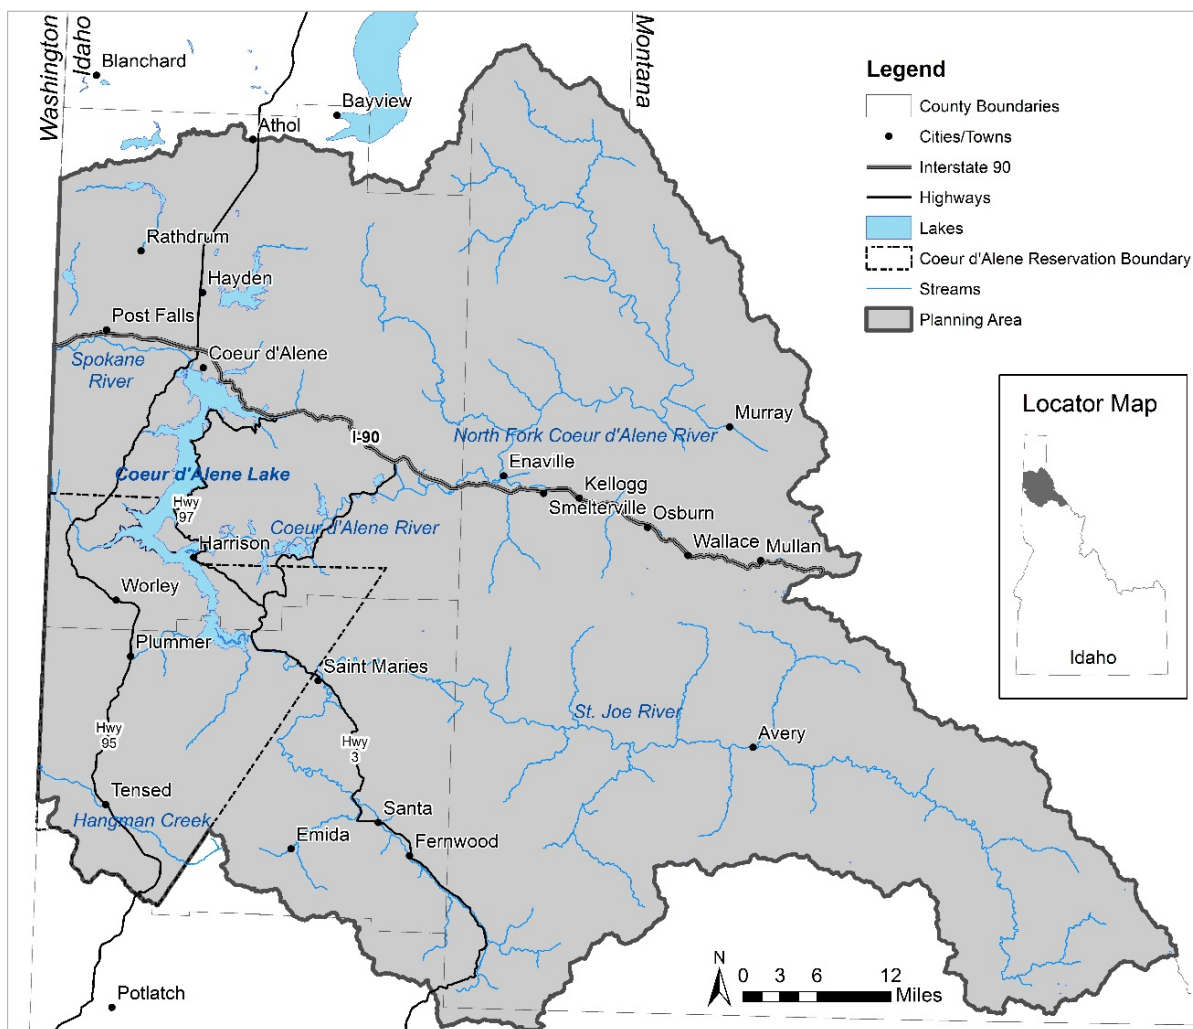 Washington
Idaho
Montana
Blanchard
Bayview
Athol
Rathdrum
Hayden
Post Falls
Spokane
River
Coeur d'Alene
I-90
North Fork Coeur d'Alene River
Murray
Enaville
Kellogg
Smelterville
Osburn
Wallace
Mullan
Coeur d'Alene Lake
Hwy
97
Coeur d'Alene River
Harrison
Worley
Plummer
Saint Maries
St. Joe River
Avery
Hwy
95
Hwy
3
Tensed
Hangman Creek
Santa
Emida
Fernwood
Potlatch
Legend
County Boundaries
Cities/Towns
Interstate 90
Highways
Lakes
Coeur d'Alene Reservation Boundary
Streams
Planning Area
Locator Map
Idaho
N
0 3 6 12
Miles